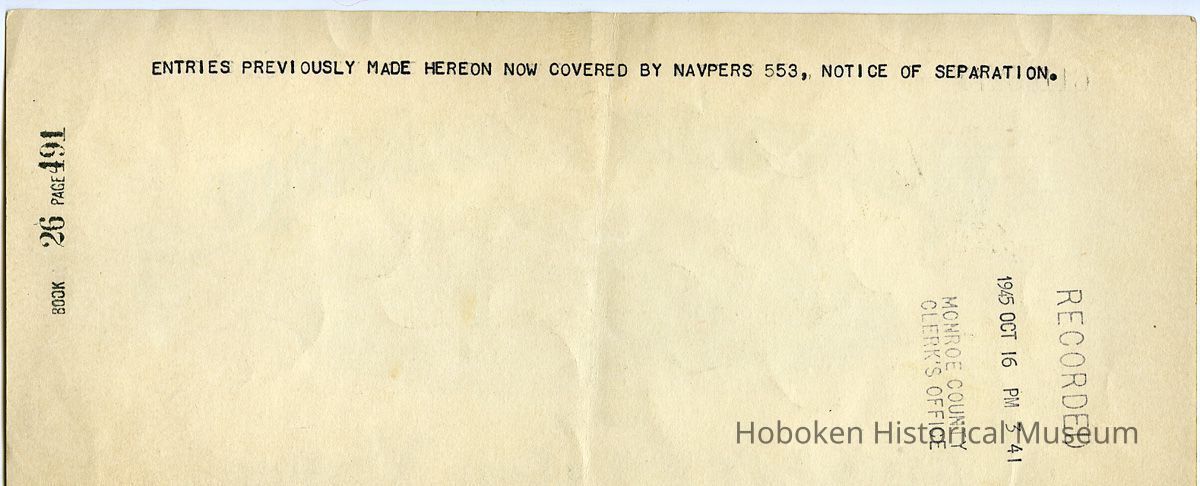 ENTRIES PREVIOUSLY MADE HEREON NOW COVERED BY NAVPERS 553, NOTICE OF SEPARATION.
BOOK 26 PAGE 491
RECORDED
1945 OCT 16 PM 3 41
MONROE COUNTY
CLERK'S OFFICE
Hoboken Historical Museum